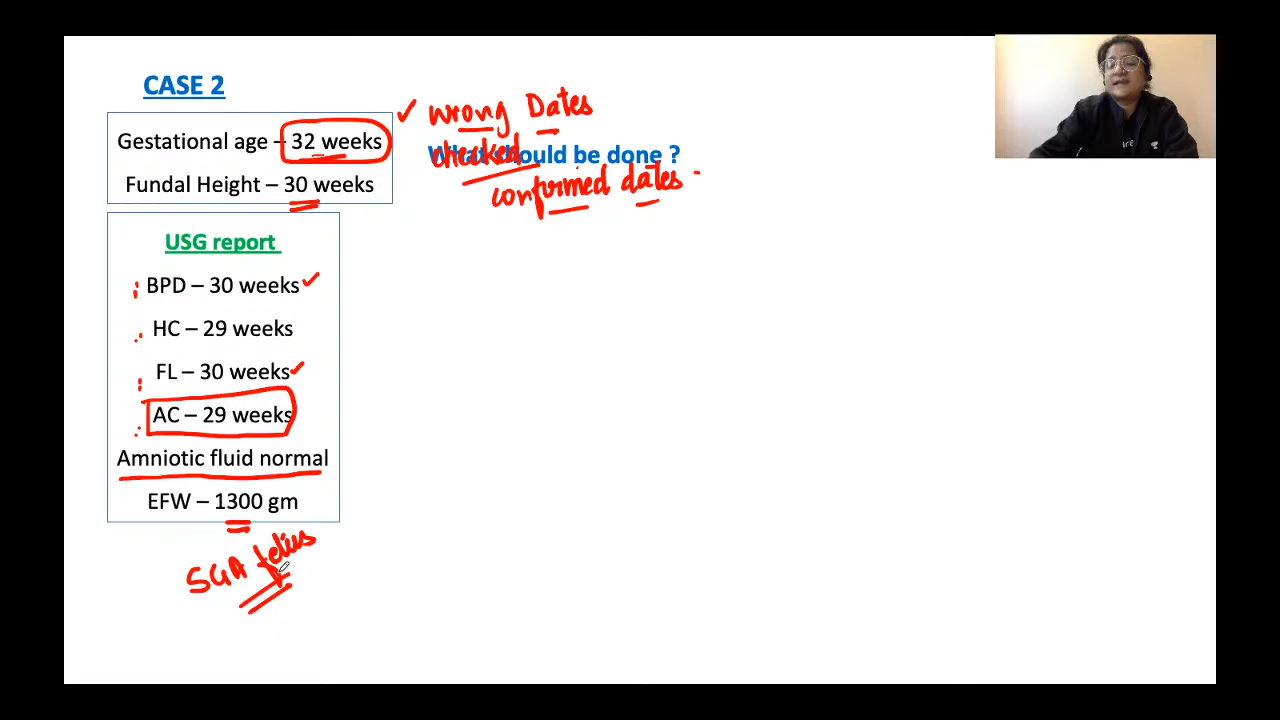 CASE 2
Gestational age – 32 weeks
Fundal Height – 30 weeks
wrong Dates
What should be done ?
checked
confirmed dates
USG report
BPD – 30 weeks
HC – 29 weeks
FL – 30 weeks
AC – 29 weeks
Amniotic fluid normal
EFW – 1300 gm
SGA fetus